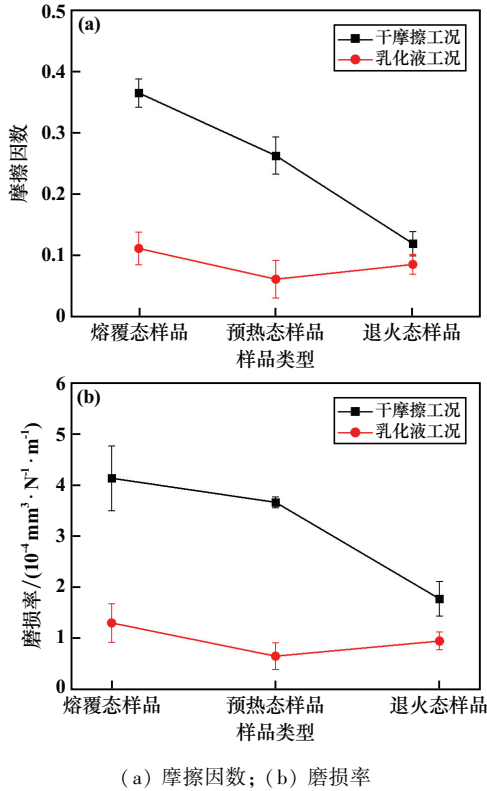 (a)
干摩擦工况
乳化液工况
0.5
0.4
0.3
0.2
0.1
0
摩擦因数
熔覆态样品 预热态样品 退火态样品
样品类型
(b)
干摩擦工况
乳化液工况
6
5
4
3
2
1
0
磨损率/(10⁻⁴ mm³·N⁻¹·m⁻¹)
熔覆态样品 预热态样品 退火态样品
样品类型
(a) 摩擦因数; (b) 磨损率